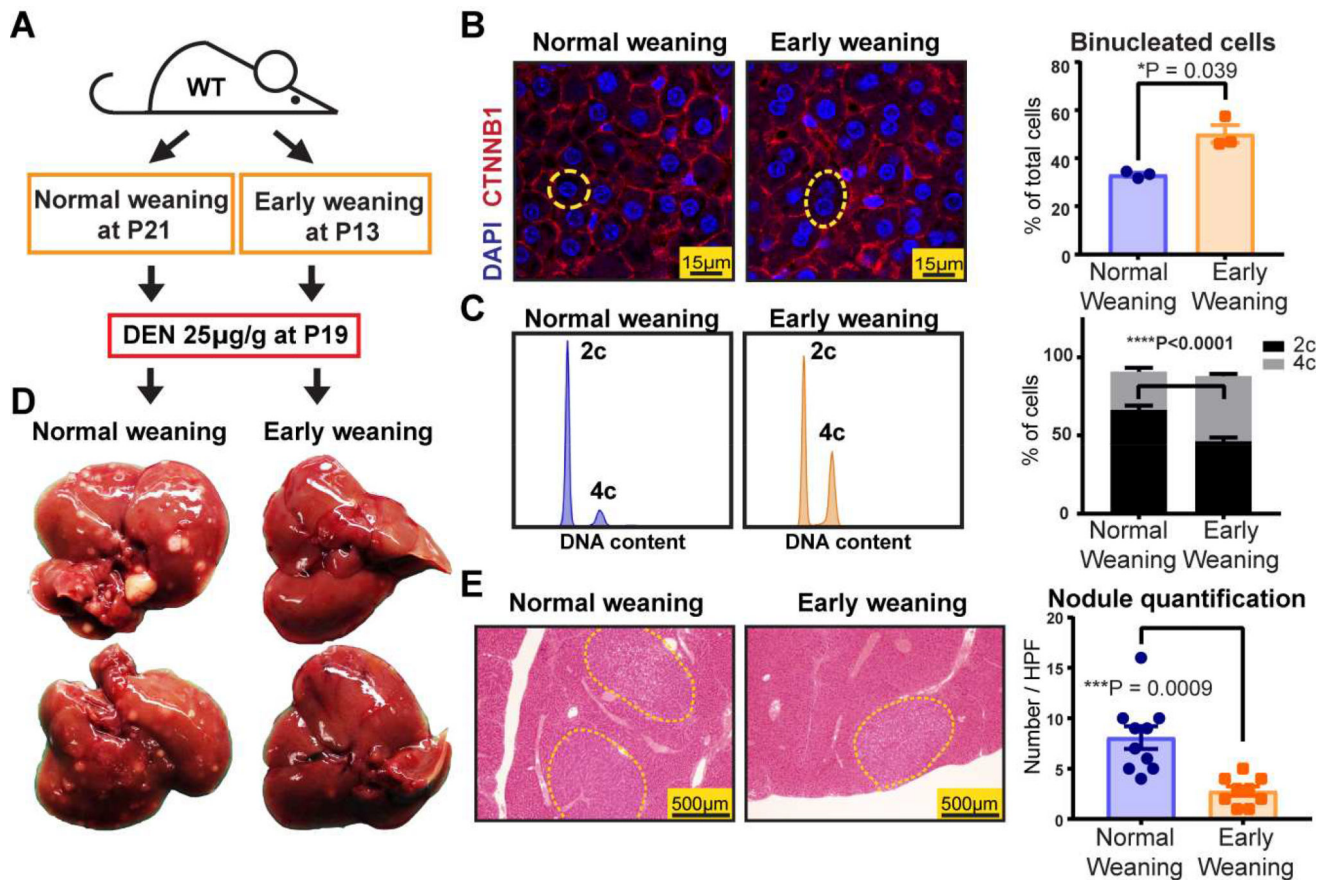 A
WT
Normal weaning
at P21
Early weaning
at P13
DEN 25µg/g at P19
B
Normal weaning
Early weaning
DAPI CTNNB1
15µm
15µm
Binucleated cells
*P = 0.039
% of total cells
80
60
40
20
0
Normal
Weaning
Early
Weaning
C
Normal weaning
Early weaning
2c
4c
DNA content
2c
4c
DNA content
****P<0.0001
2c
4c
% of cells
100
50
0
Normal
Weaning
Early
Weaning
D
Normal weaning
Early weaning
E
Normal weaning
Early weaning
500µm
500µm
Nodule quantification
***P = 0.0009
Number / HPF
20
15
10
5
0
Normal
Weaning
Early
Weaning